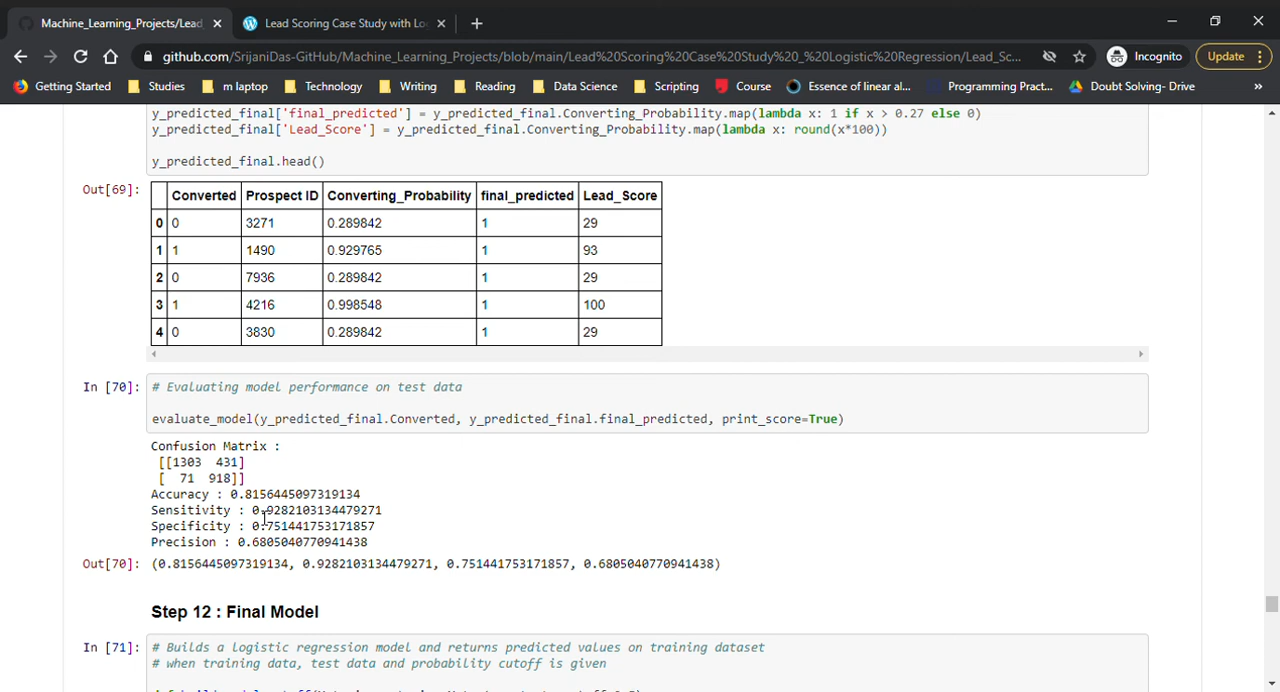 Machine_Learning_Projects/Lead
Lead Scoring Case Study with Lo
github.com/SrijaniDas-GitHub/Machine_Learning_Projects/blob/main/Lead%20Scoring%20Case%20Study%20_%20Logistic%20Regression/Lead_Sc...
Incognito
Update
Getting Started
Studies
m laptop
Technology
Writing
Reading
Data Science
Scripting
Course
Essence of linear al...
Programming Pract...
Doubt Solving- Drive
»
y_predicted_final['final_predicted'] = y_predicted_final.Converting_Probability.map(lambda x: 1 if x > 0.27 else 0)
y_predicted_final['Lead_Score'] = y_predicted_final.Converting_Probability.map(lambda x: round(x*100))
y_predicted_final.head()
Out[69]:
Converted Prospect ID Converting_Probability final_predicted Lead_Score
0 0 3271 0.289842 1 29
1 1 1490 0.929765 1 93
2 0 7936 0.289842 1 29
3 1 4216 0.998548 1 100
4 0 3830 0.289842 1 29
In [70]: # Evaluating model performance on test data
evaluate_model(y_predicted_final.Converted, y_predicted_final.final_predicted, print_score=True)
Confusion Matrix :
[[1303 431]
[ 71 918]]
Accuracy : 0.8156445097319134
Sensitivity : 0.9282103134479271
Specificity : 0.751441753171857
Precision : 0.6805040770941438
Out[70]: (0.8156445097319134, 0.9282103134479271, 0.751441753171857, 0.6805040770941438)
Step 12 : Final Model
In [71]: # Builds a logistic regression model and returns predicted values on training dataset
# when training data, test data and probability cutoff is given